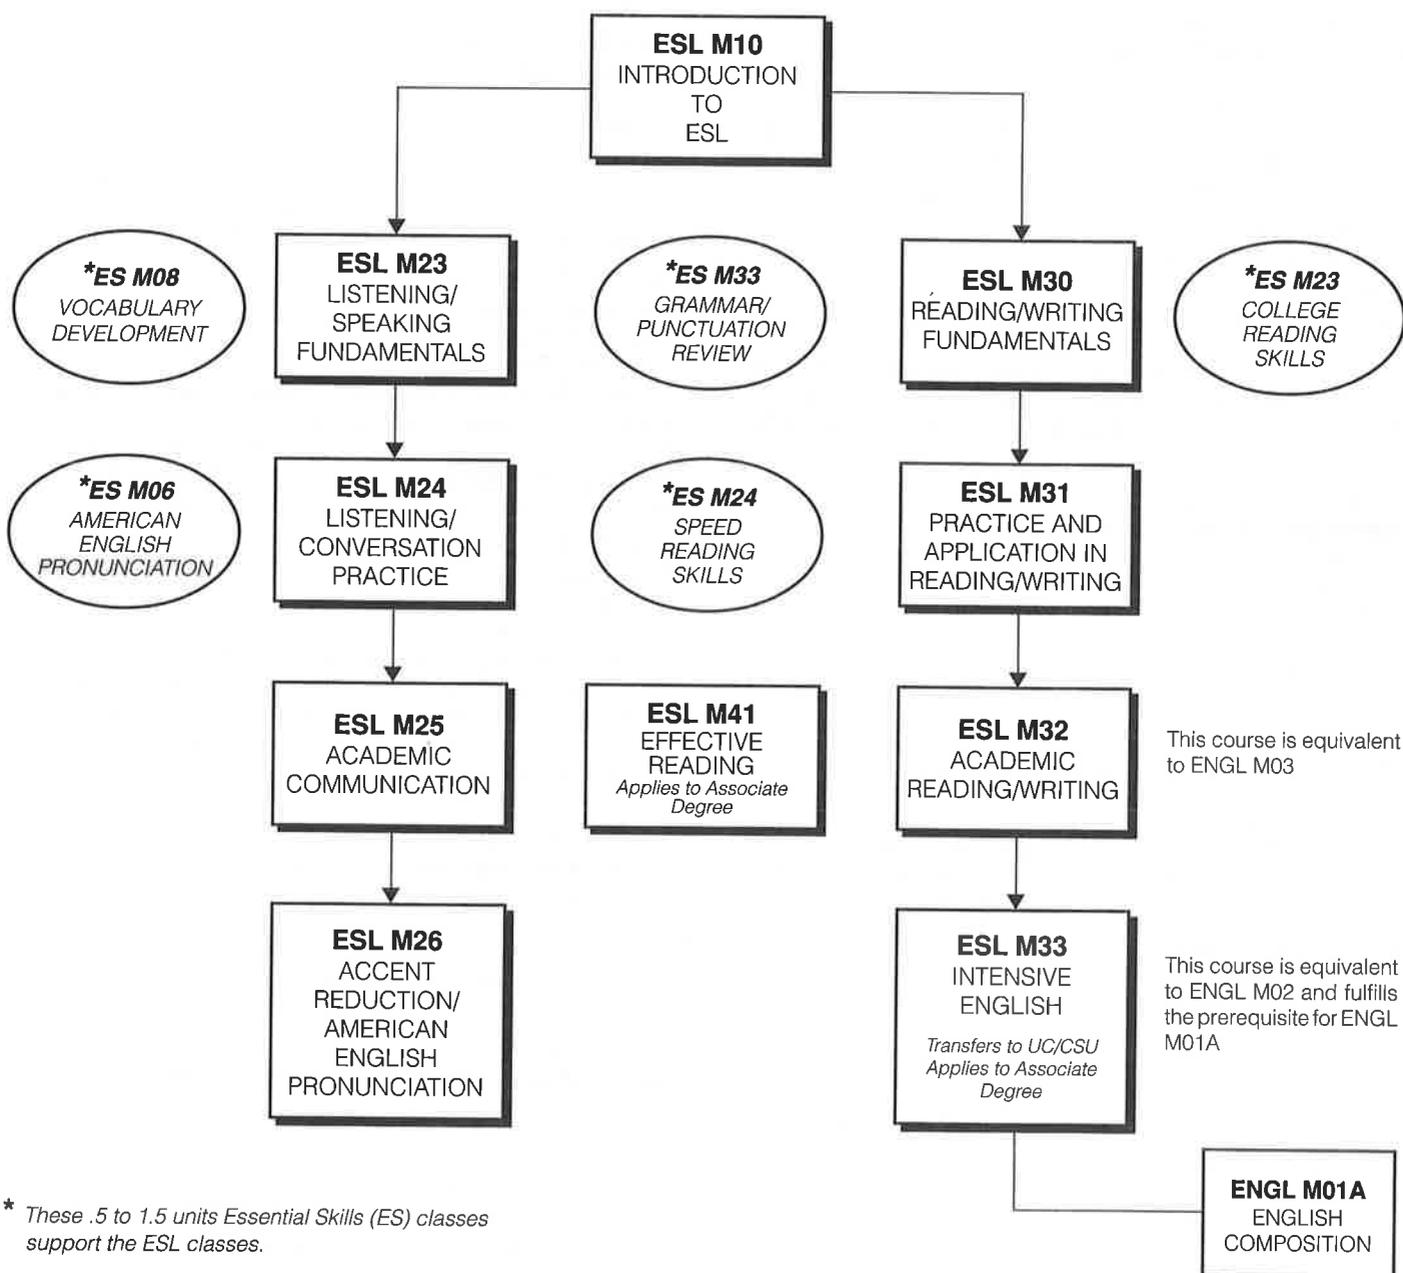 ESL M10
INTRODUCTION
TO
ESL
*ES M08
VOCABULARY
DEVELOPMENT
ESL M23
LISTENING/
SPEAKING
FUNDAMENTALS
*ES M33
GRAMMAR/
PUNCTUATION
REVIEW
ESL M30
READING/WRITING
FUNDAMENTALS
*ES M23
COLLEGE
READING
SKILLS
*ES M06
AMERICAN
ENGLISH
PRONUNCIATION
ESL M24
LISTENING/
CONVERSATION
PRACTICE
*ES M24
SPEED
READING
SKILLS
ESL M31
PRACTICE AND
APPLICATION IN
READING/WRITING
ESL M25
ACADEMIC
COMMUNICATION
ESL M41
EFFECTIVE
READING
Applies to Associate
Degree
ESL M32
ACADEMIC
READING/WRITING
This course is equivalent
to ENGL M03
ESL M26
ACCENT
REDUCTION/
AMERICAN
ENGLISH
PRONUNCIATION
ESL M33
INTENSIVE
ENGLISH
Transfers to UC/CSU
Applies to Associate
Degree
This course is equivalent
to ENGL M02 and fulfills
the prerequisite for ENGL
M01A
ENGL M01A
ENGLISH
COMPOSITION
* These .5 to 1.5 units Essential Skills (ES) classes
support the ESL classes.